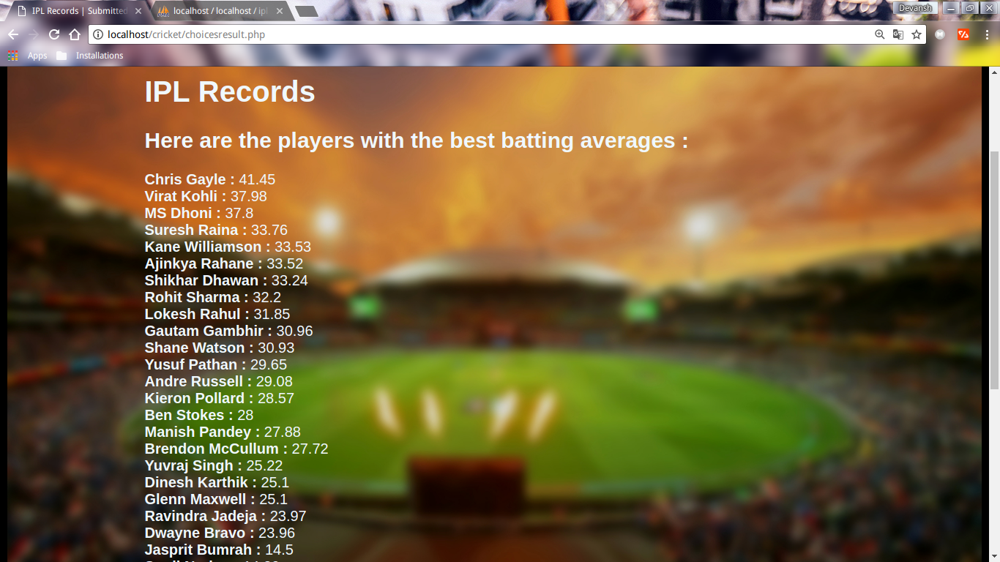 IPL Records | Submitted
localhost / localhost / ipl
Devansh
localhost/cricket/choicesresult.php
Apps
Installations
IPL Records
Here are the players with the best batting averages :
Chris Gayle : 41.45
Virat Kohli : 37.98
MS Dhoni : 37.8
Suresh Raina : 33.76
Kane Williamson : 33.53
Ajinkya Rahane : 33.52
Shikhar Dhawan : 33.24
Rohit Sharma : 32.2
Lokesh Rahul : 31.85
Gautam Gambhir : 30.96
Shane Watson : 30.93
Yusuf Pathan : 29.65
Andre Russell : 29.08
Kieron Pollard : 28.57
Ben Stokes : 28
Manish Pandey : 27.88
Brendon McCullum : 27.72
Yuvraj Singh : 25.22
Dinesh Karthik : 25.1
Glenn Maxwell : 25.1
Ravindra Jadeja : 23.97
Dwayne Bravo : 23.96
Jasprit Bumrah : 14.5